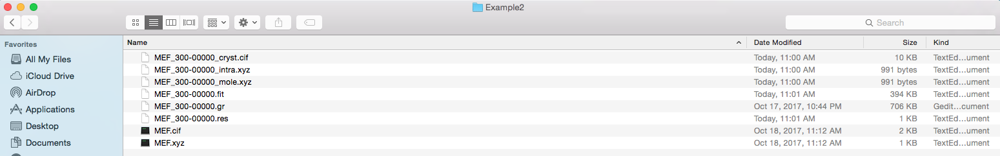 Example2
Search
Favorites
All My Files
iCloud Drive
AirDrop
Applications
Desktop
Documents
Name Date Modified Size Kind
MEF_300-00000_cryst.cif Today, 11:00 AM 10 KB TextEd...ument
MEF_300-00000_intra.xyz Today, 11:00 AM 991 bytes TextEd...ument
MEF_300-00000_mole.xyz Today, 11:00 AM 991 bytes TextEd...ument
MEF_300-00000.fit Today, 11:01 AM 394 KB TextEd...ument
MEF_300-00000.gr Oct 17, 2017, 10:44 PM 706 KB Gedit...cument
MEF_300-00000.res Today, 11:01 AM 1 KB TextEd...ument
MEF.cif Oct 18, 2017, 11:12 AM 2 KB TextEd...ument
MEF.xyz Oct 18, 2017, 11:12 AM 1 KB TextEd...ument